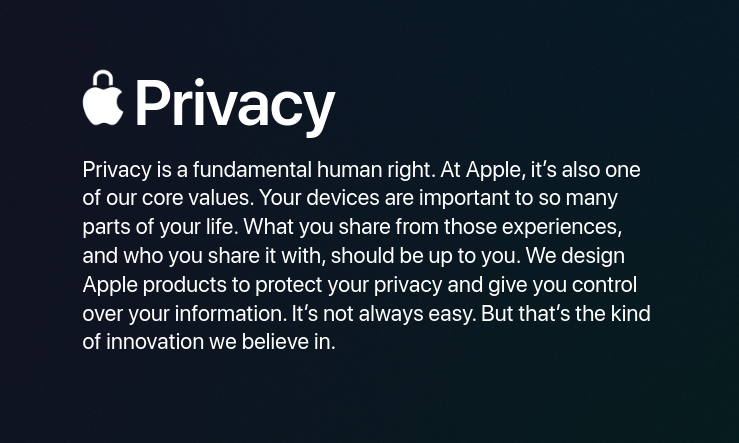 Privacy
Privacy is a fundamental human right. At Apple, it’s also one
of our core values. Your devices are important to so many
parts of your life. What you share from those experiences,
and who you share it with, should be up to you. We design
Apple products to protect your privacy and give you control
over your information. It’s not always easy. But that’s the kind
of innovation we believe in.